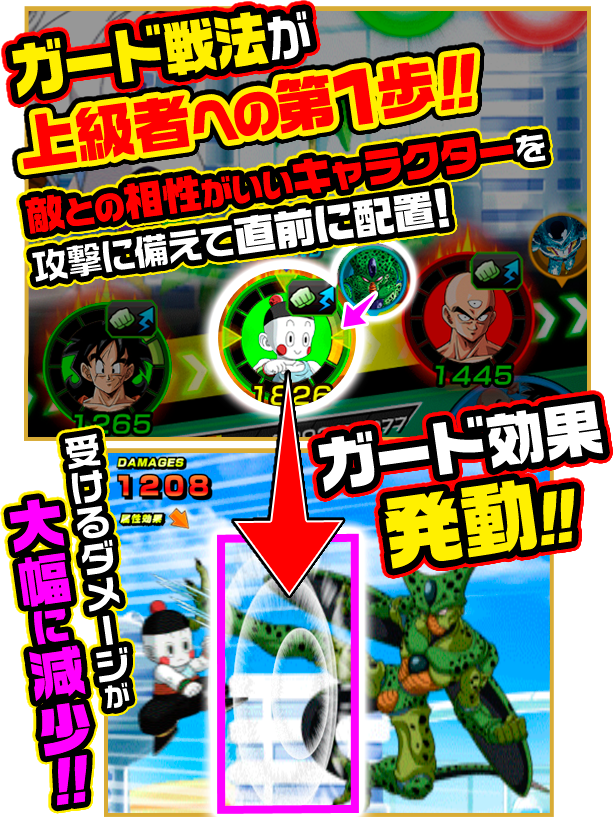 ガード戦法が
上級者への第1歩!!
敵との相性がいいキャラクターを
攻撃に備えて直前に配置!
1265
1826
1445
ガード効果
発動!!
受けるダメージが
大幅に減少!!
DAMAGES
1208
属性効果